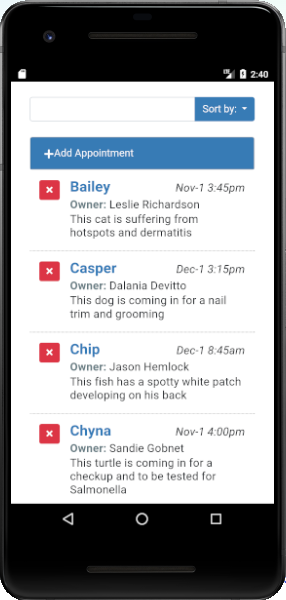 2:40
Sort by:
+Add Appointment
Bailey Nov-1 3:45pm
Owner: Leslie Richardson
This cat is suffering from
hotspots and dermatitis
Casper Dec-1 3:15pm
Owner: Dalania Devitto
This dog is coming in for a nail
trim and grooming
Chip Dec-1 8:45am
Owner: Jason Hemlock
This fish has a spotty white patch
developing on his back
Chyna Nov-1 4:00pm
Owner: Sandie Gobnet
This turtle is coming in for a
checkup and to be tested for
Salmonella